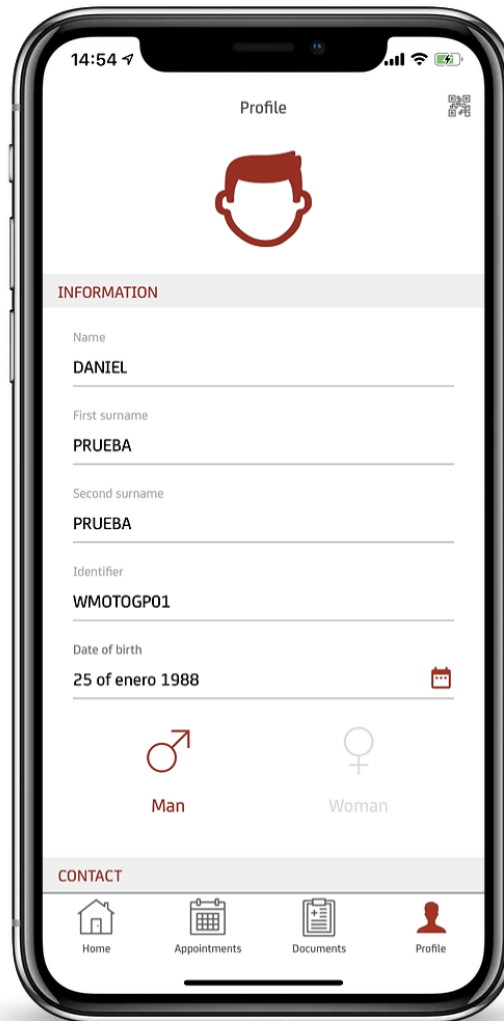 14:54
Profile
INFORMATION
Name
DANIEL
First surname
PRUEBA
Second surname
PRUEBA
Identifier
WMOTOGP01
Date of birth
25 of enero 1988
Man Woman
CONTACT
Home Appointments Documents Profile